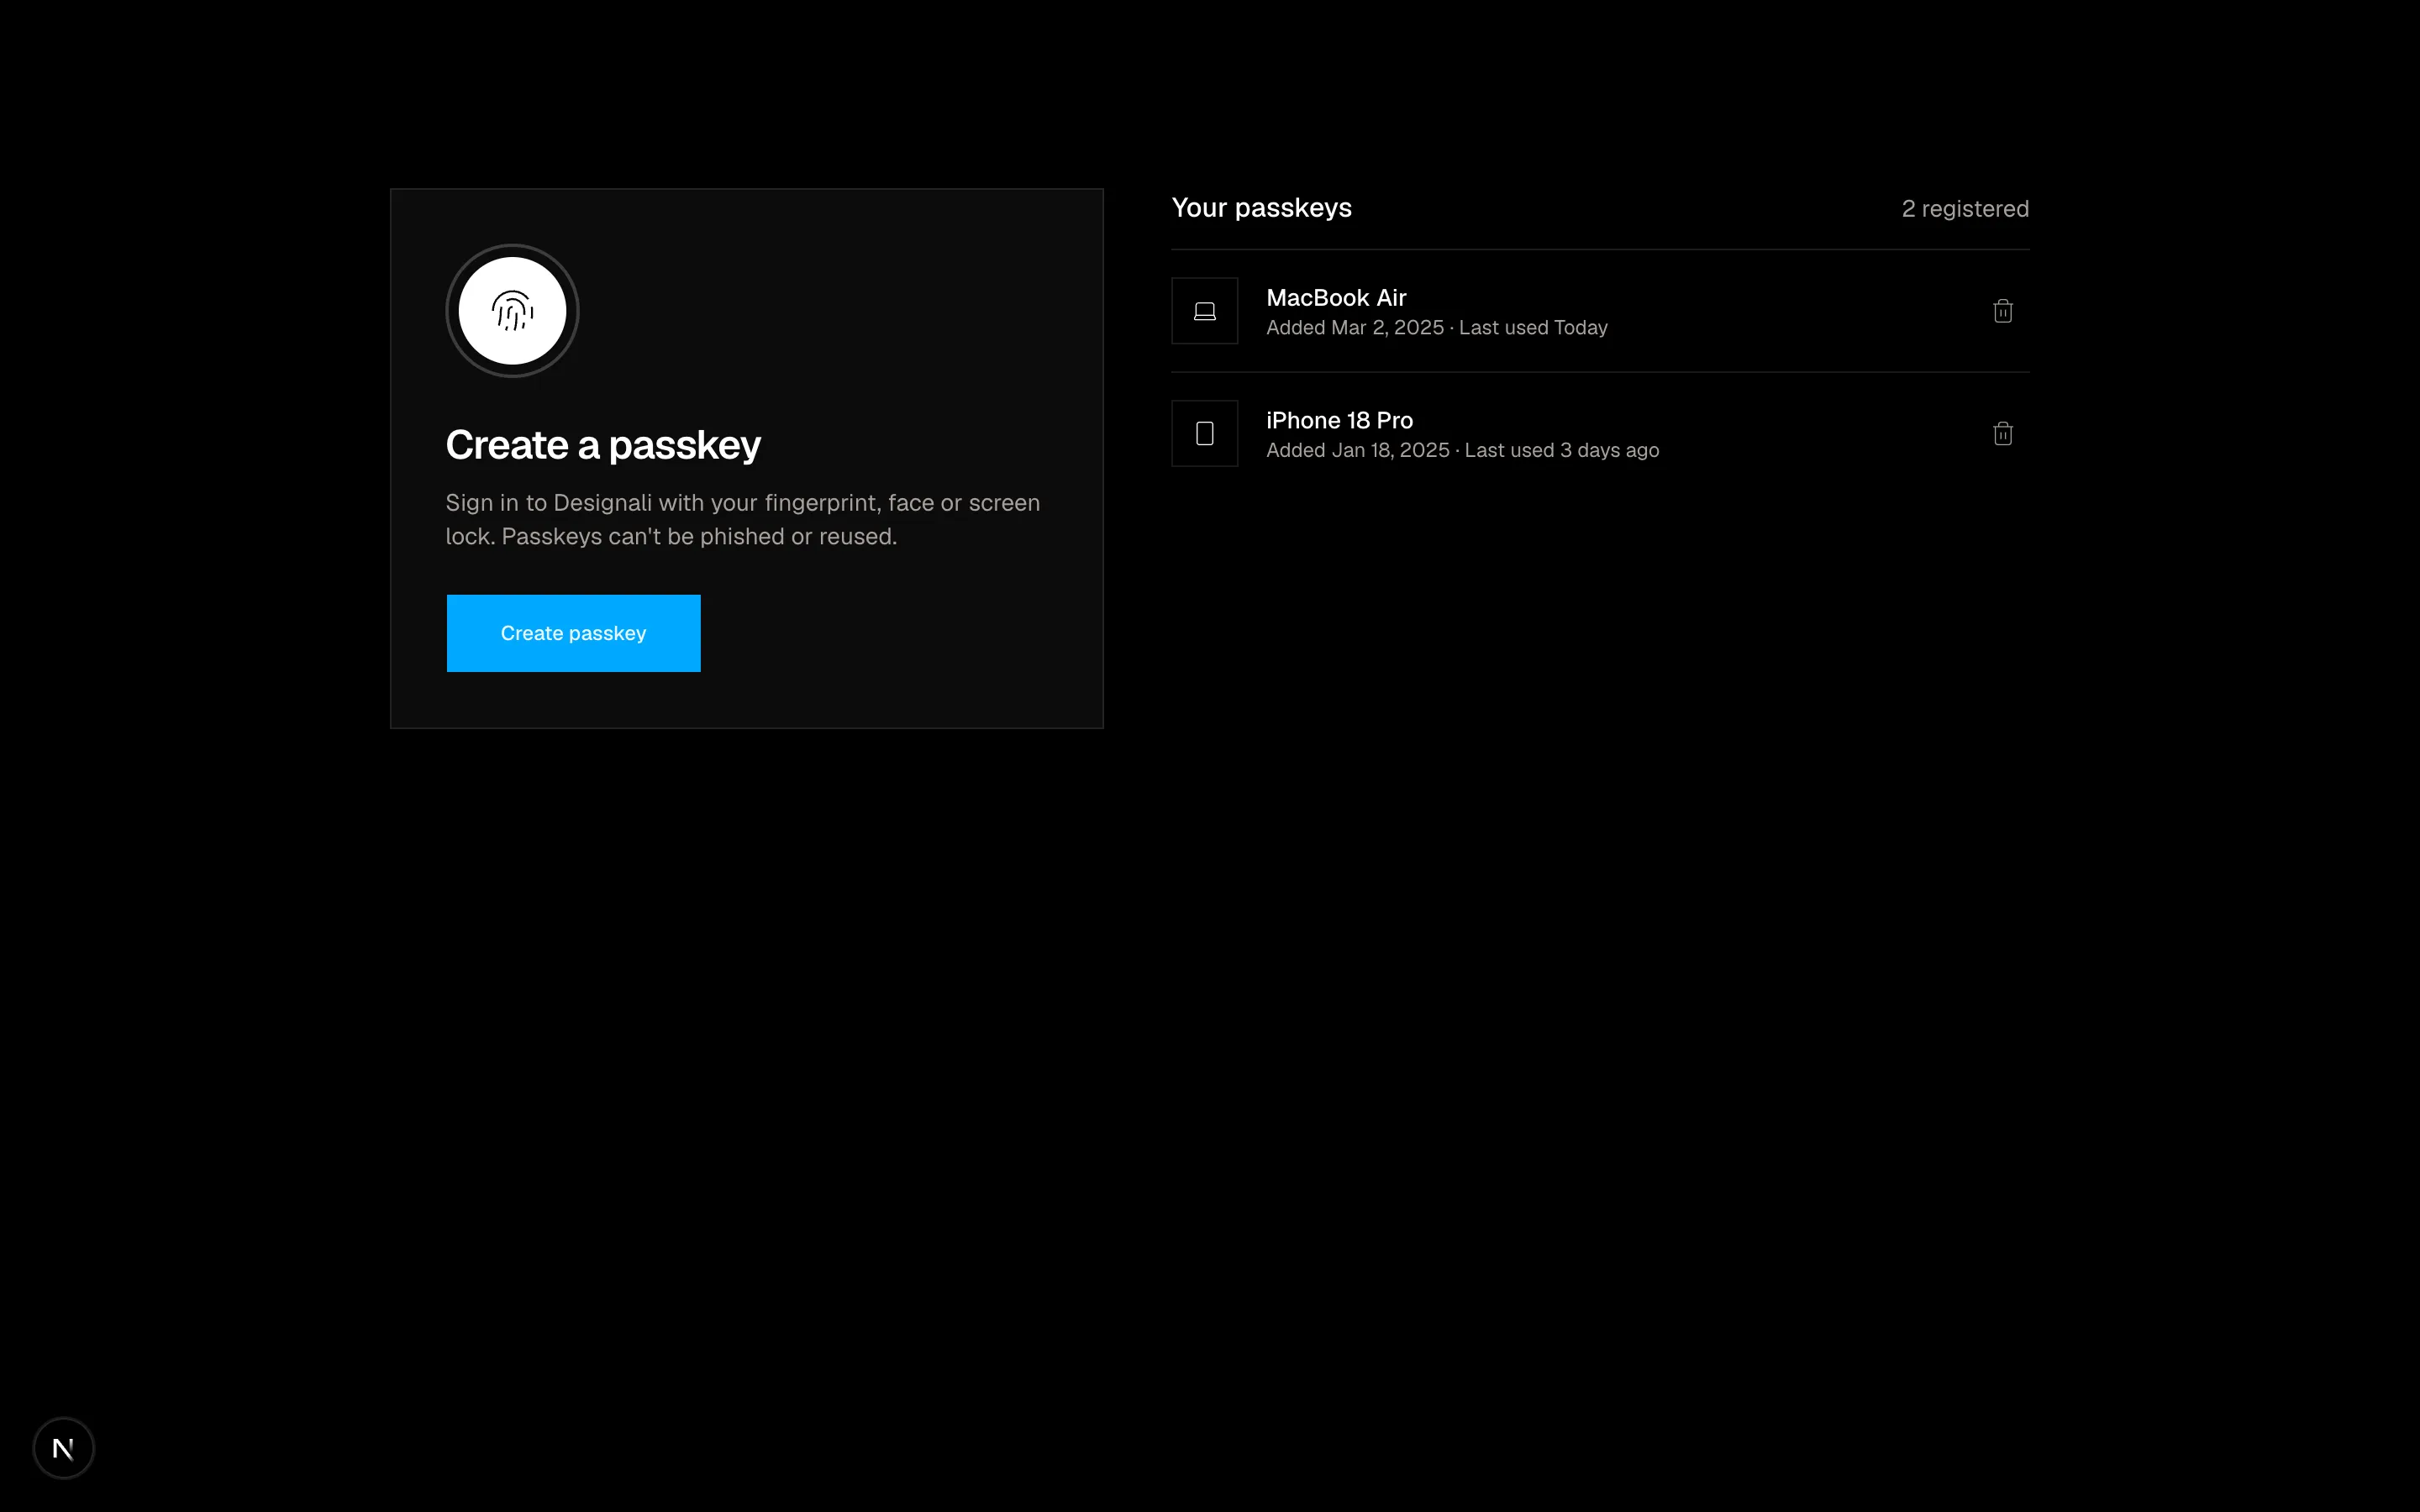 Create a passkey
Sign in to Designali with your fingerprint, face or screen
lock. Passkeys can't be phished or reused.
Create passkey
Your passkeys
2 registered
MacBook Air
Added Mar 2, 2025 · Last used Today
iPhone 18 Pro
Added Jan 18, 2025 · Last used 3 days ago
N